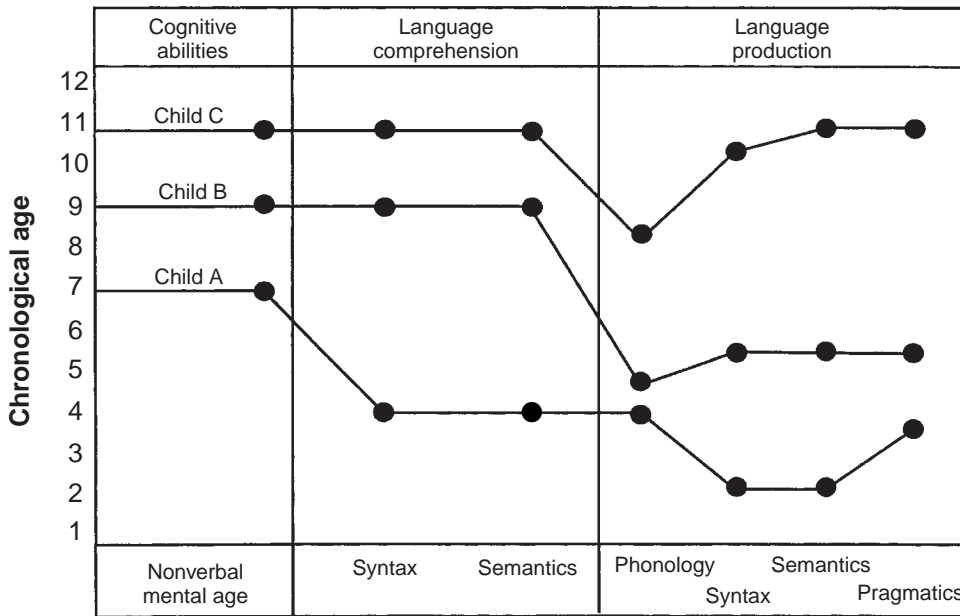 Cognitive
abilities
Language
comprehension
Language
production
Chronological age
12
11
10
9
8
7
6
5
4
3
2
1
Child C
Child B
Child A
Nonverbal
mental age
Syntax
Semantics
Phonology
Syntax
Semantics
Pragmatics